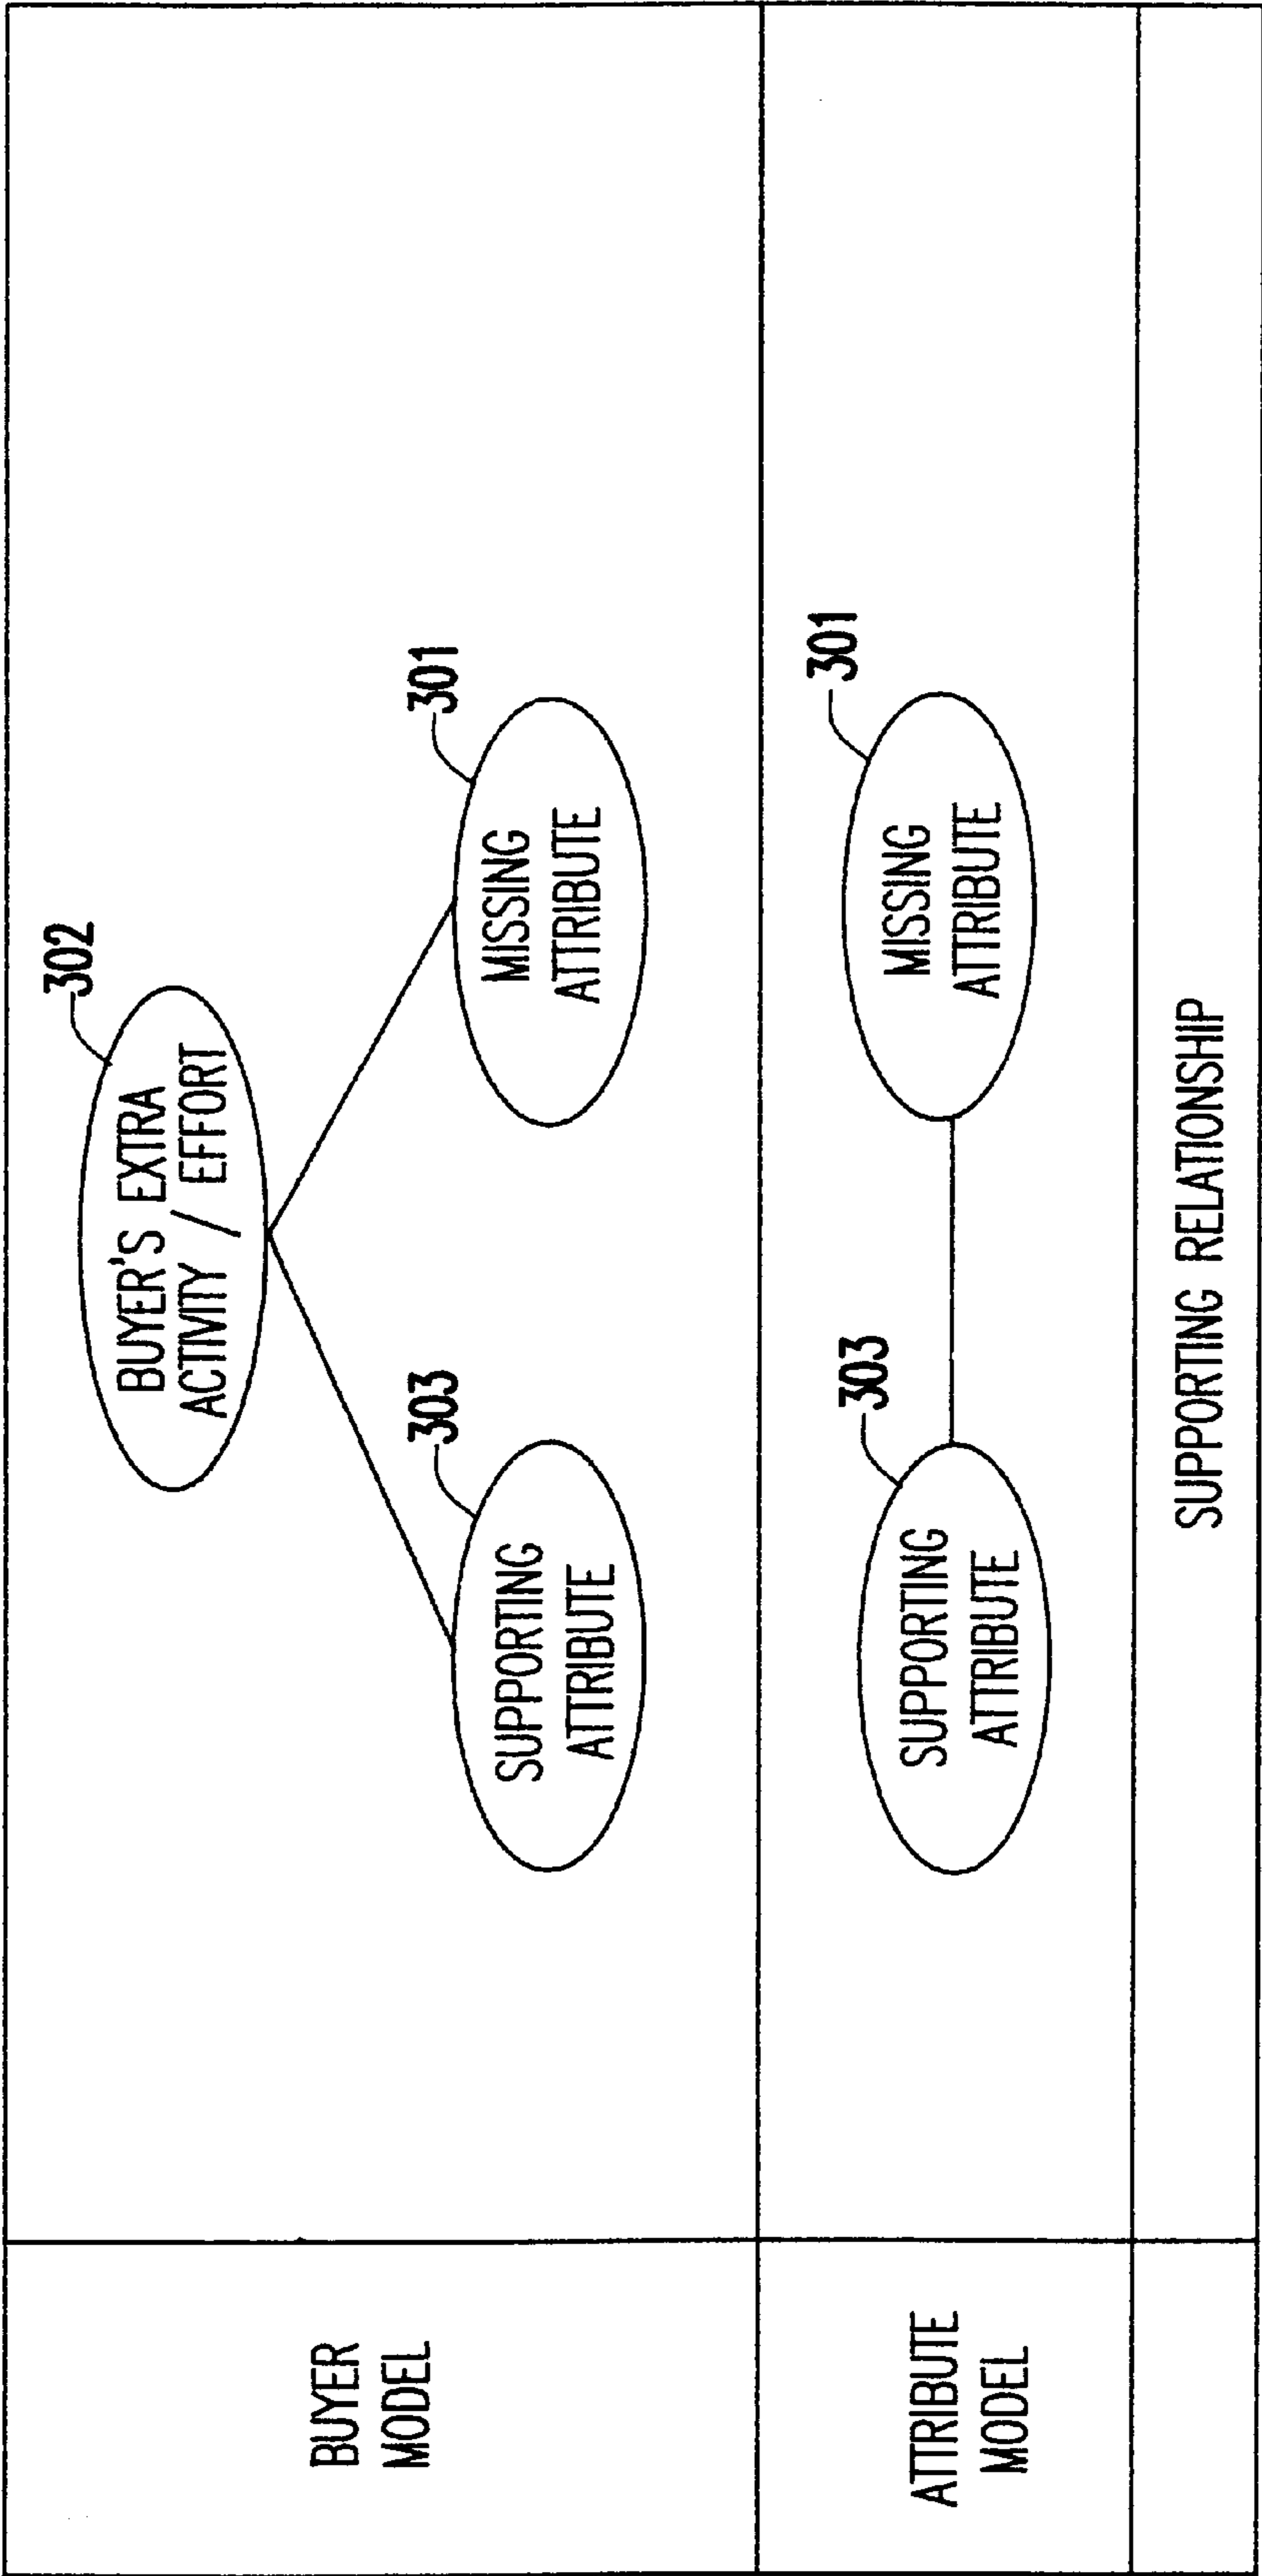 BUYER
MODEL
302
BUYER'S EXTRA
ACTIVITY / EFFORT
303
SUPPORTING
ATTRIBUTE
301
MISSING
ATTRIBUTE
ATTRIBUTE
MODEL
303
SUPPORTING
ATTRIBUTE
301
MISSING
ATTRIBUTE
SUPPORTING RELATIONSHIP